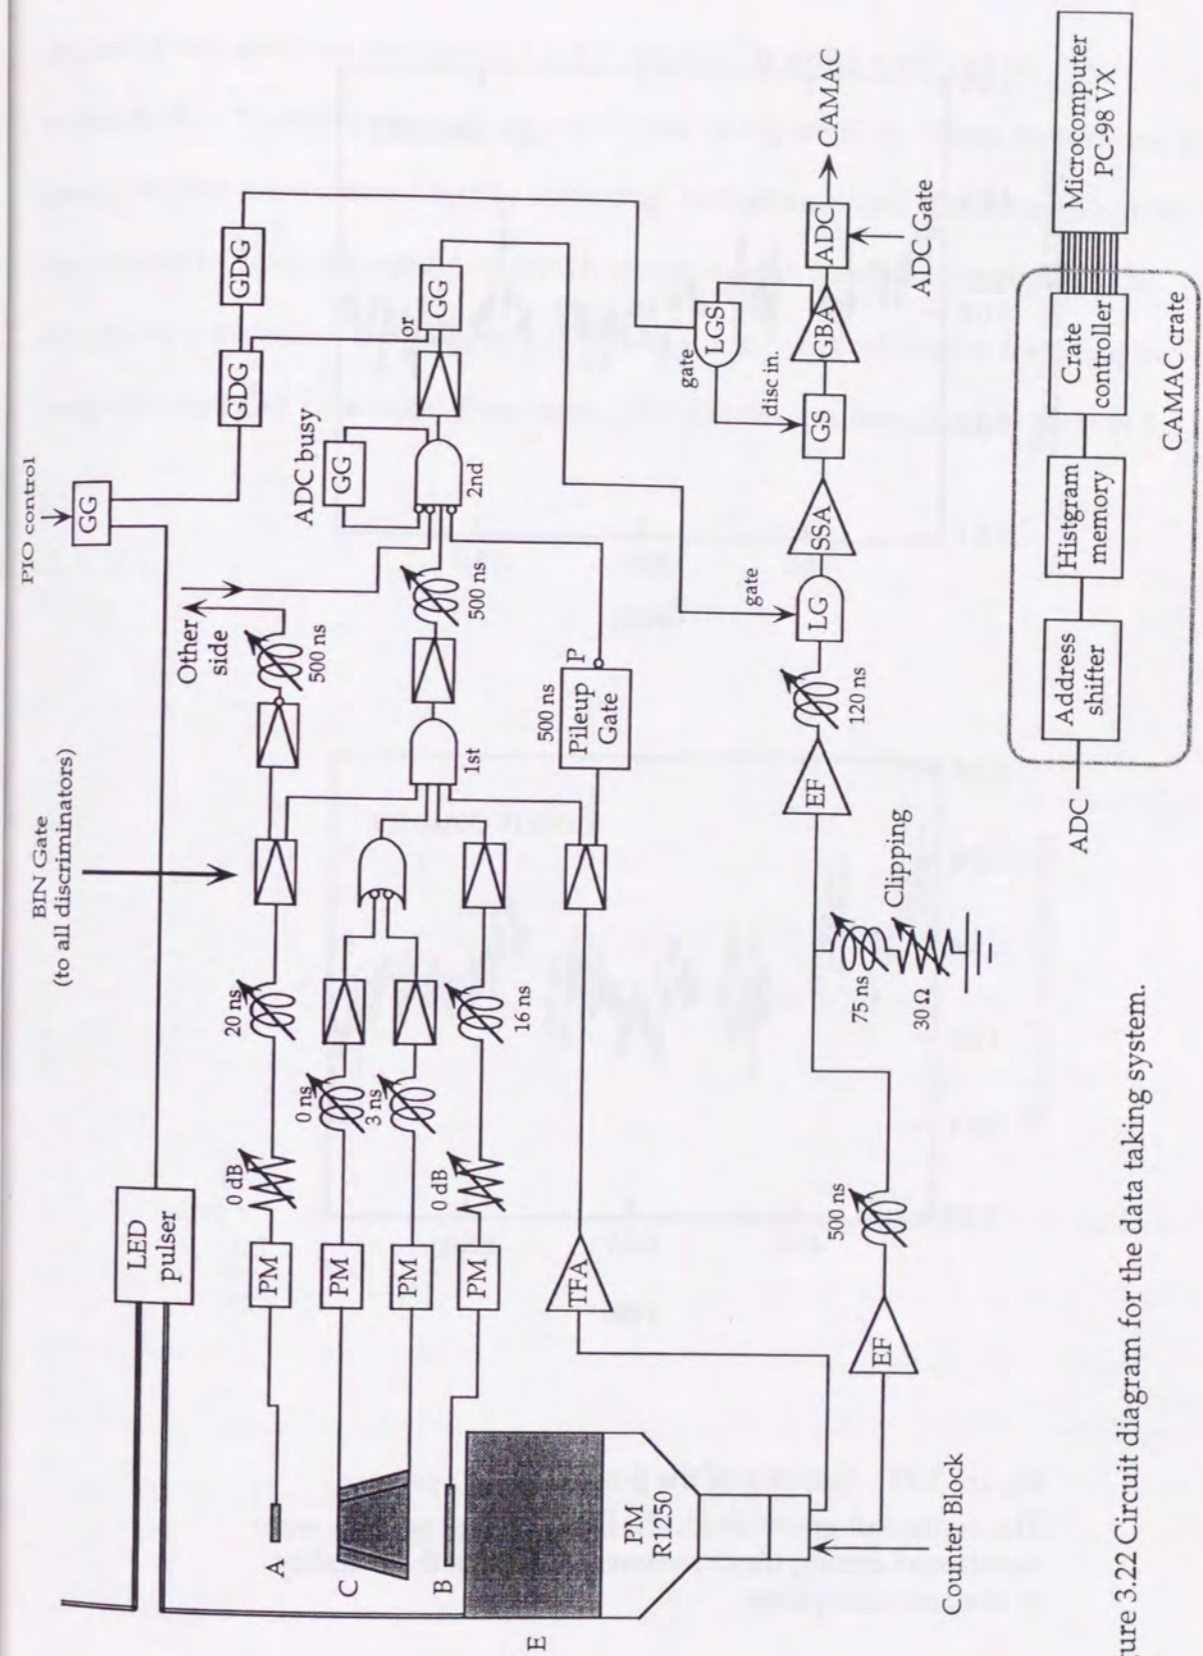 PIO control
GG
BIN Gate
(to all discriminators)
LED
pulser
GDG
GDG
Other
side
500 ns
ADC busy
GG
or
GG
2nd
500 ns
1st
A
PM
0 dB
20 ns
C
PM
0 ns
PM
3 ns
B
PM
0 dB
16 ns
TFA
500 ns
Pileup
Gate
P
E
PM
R1250
Counter Block
EF
500 ns
75 ns
30 Ω
Clipping
EF
120 ns
LG
gate
SSA
GS
disc in.
gate
LGS
GBA
ADC
CAMAC
ADC Gate
ADC
Address
shifter
Histgram
memory
Crate
controller
CAMAC crate
Microcomputer
PC-98 VX
ure 3.22 Circuit diagram for the data taking system.